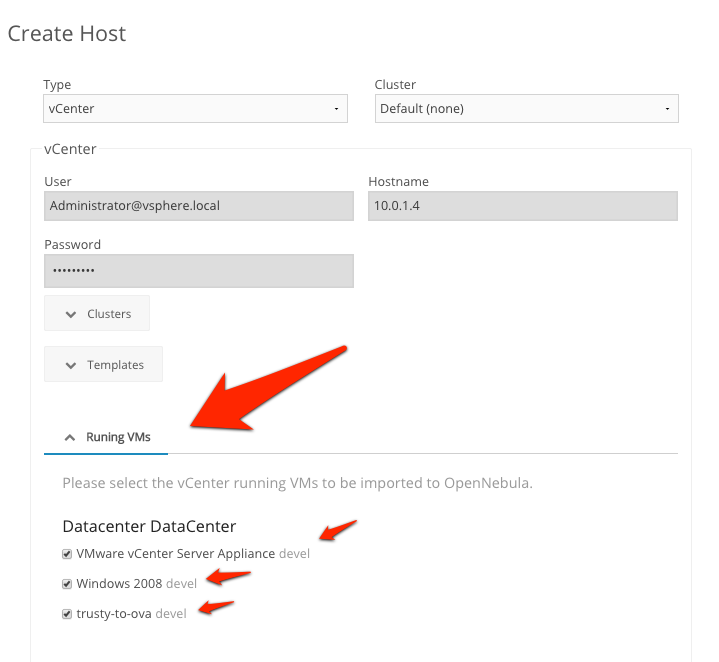 Create Host
Type Cluster
vCenter Default (none)
vCenter
User Hostname
Administrator@vsphere.local 10.0.1.4
Password
•••••••••
Clusters
Templates
Runing VMs
Please select the vCenter running VMs to be imported to OpenNebula.
Datacenter DataCenter
VMware vCenter Server Appliance devel
Windows 2008 devel
trusty-to-ova devel